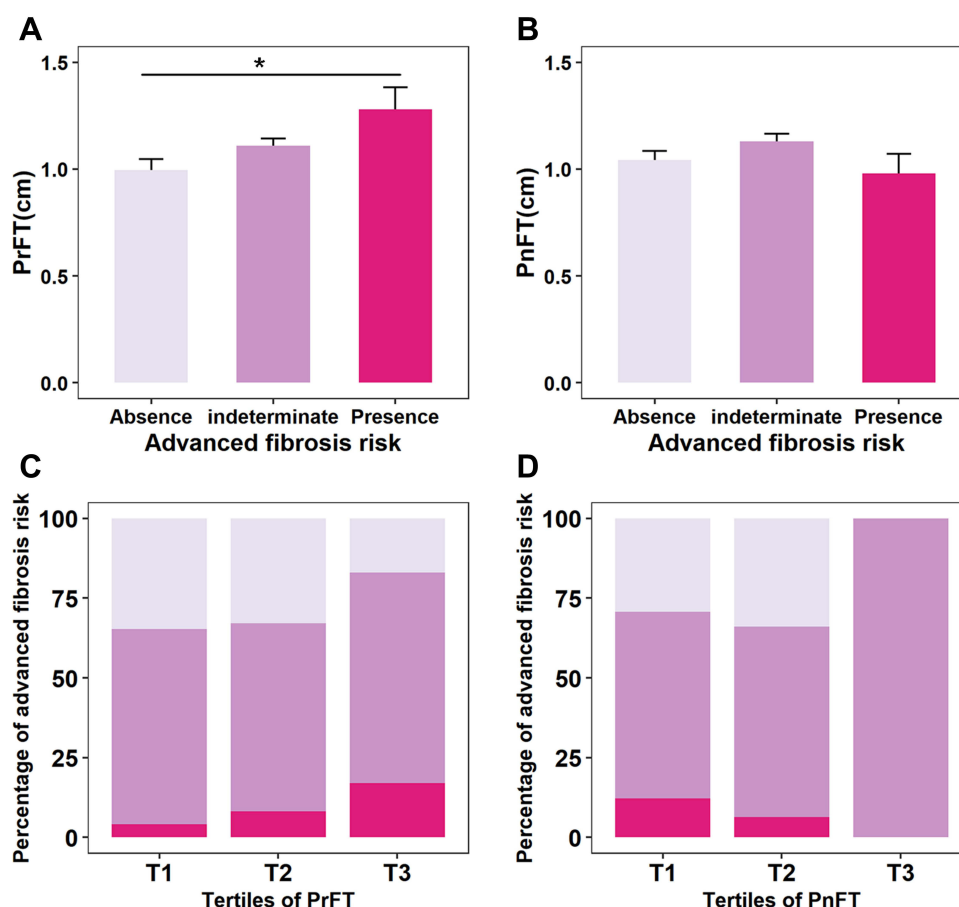 A
1.5
1.0
0.5
0.0
PrFT(cm)
*
Absence indeterminate Presence
Advanced fibrosis risk
B
1.5
1.0
0.5
0.0
PnFT(cm)
Absence indeterminate Presence
Advanced fibrosis risk
C
100
75
50
25
0
Percentage of advanced fibrosis risk
T1 T2 T3
Tertiles of PrFT
D
100
75
50
25
0
Percentage of advanced fibrosis risk
T1 T2 T3
Tertiles of PnFT